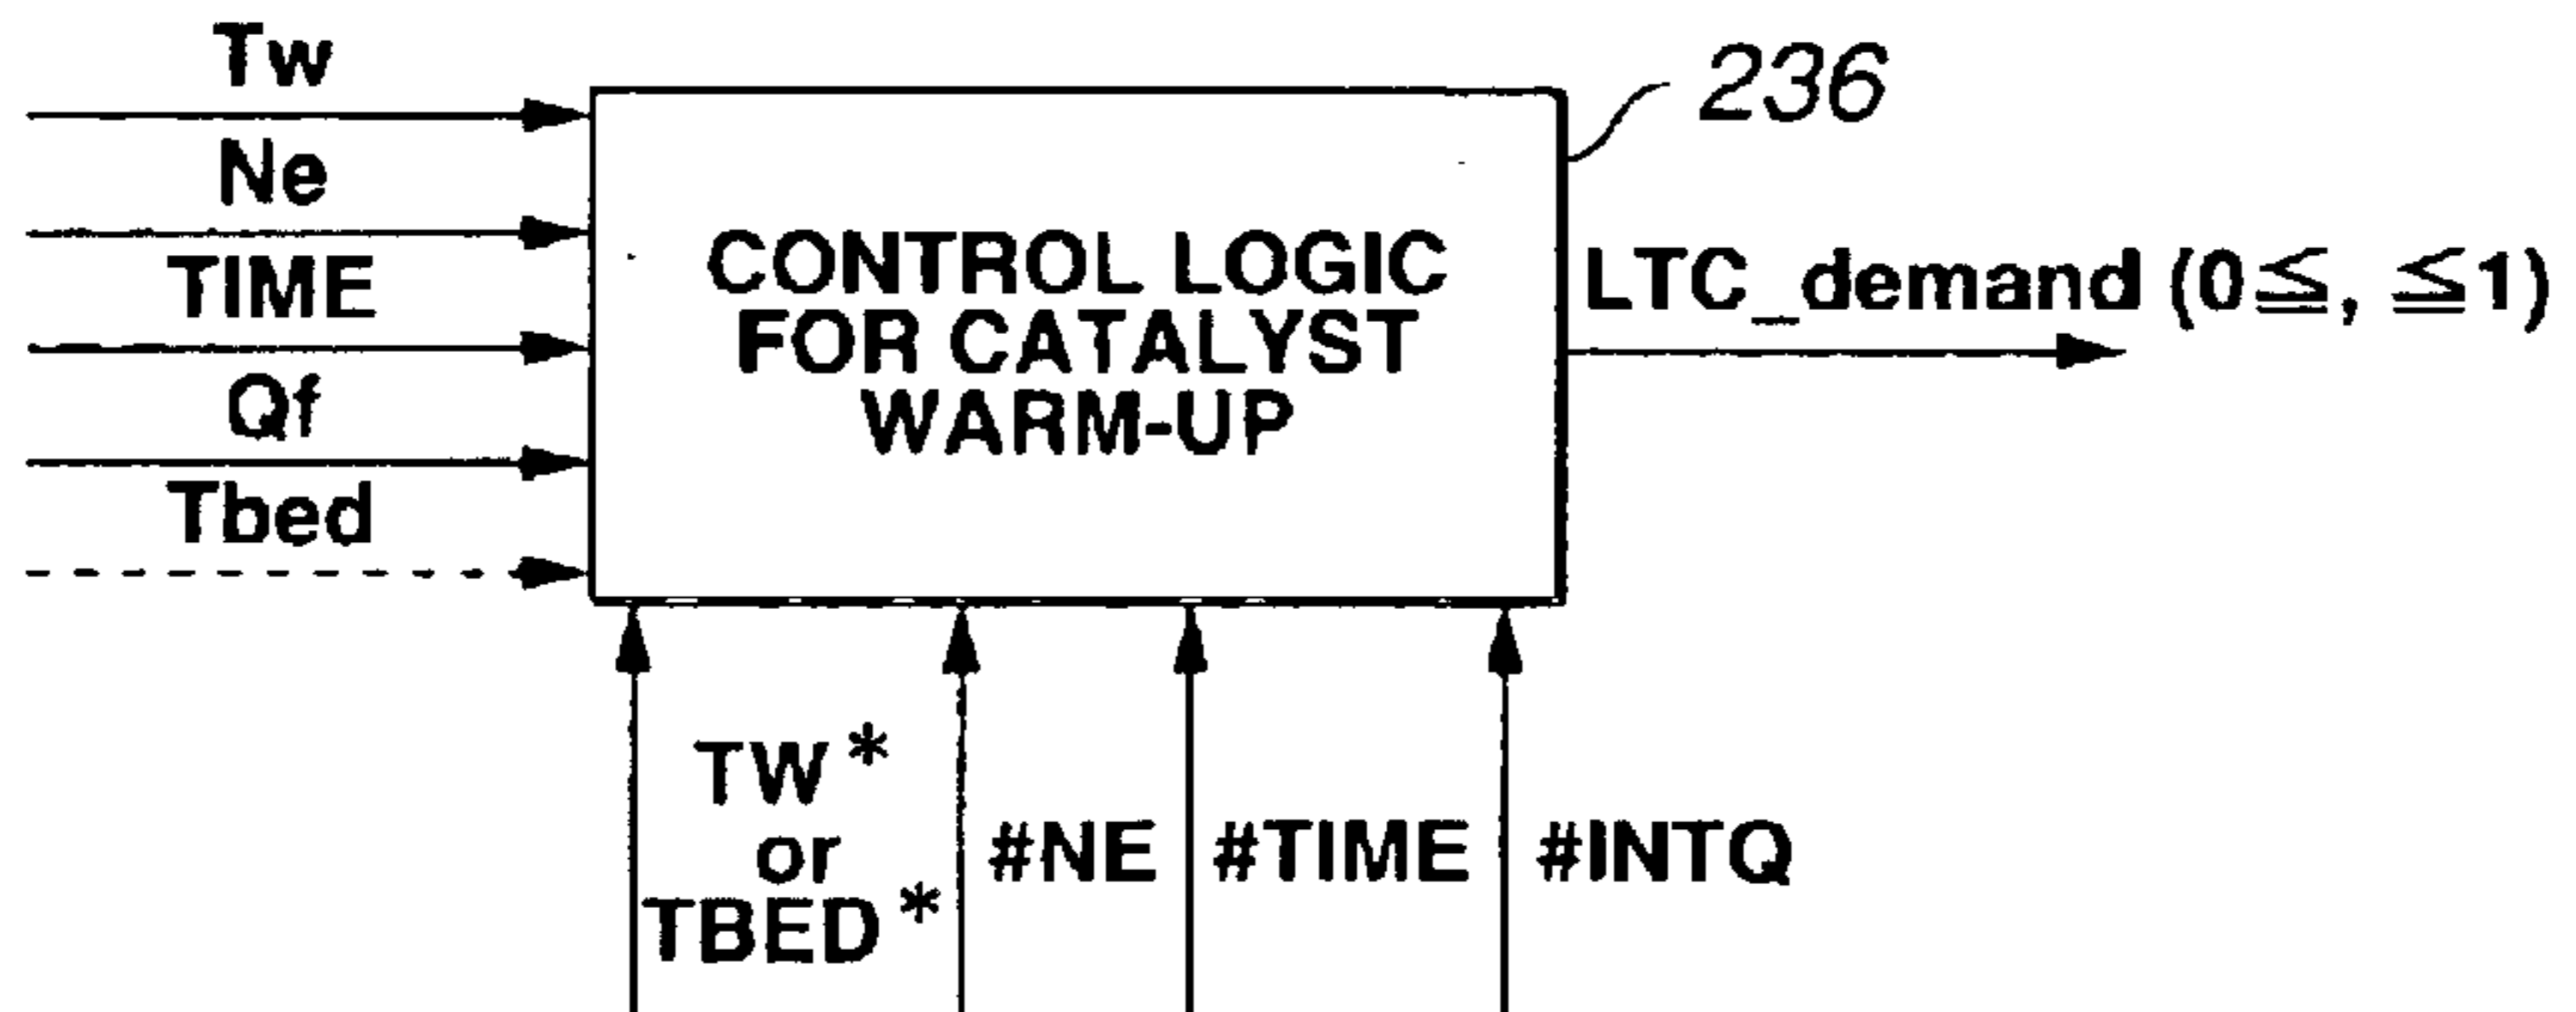 Tw
236
Ne
TIME
CONTROL LOGIC
FOR CATALYST
WARM-UP
LTC_demand (0≦, ≦1)
Qf
Tbed
TW*
or
TBED*
#NE
#TIME
#INTQ